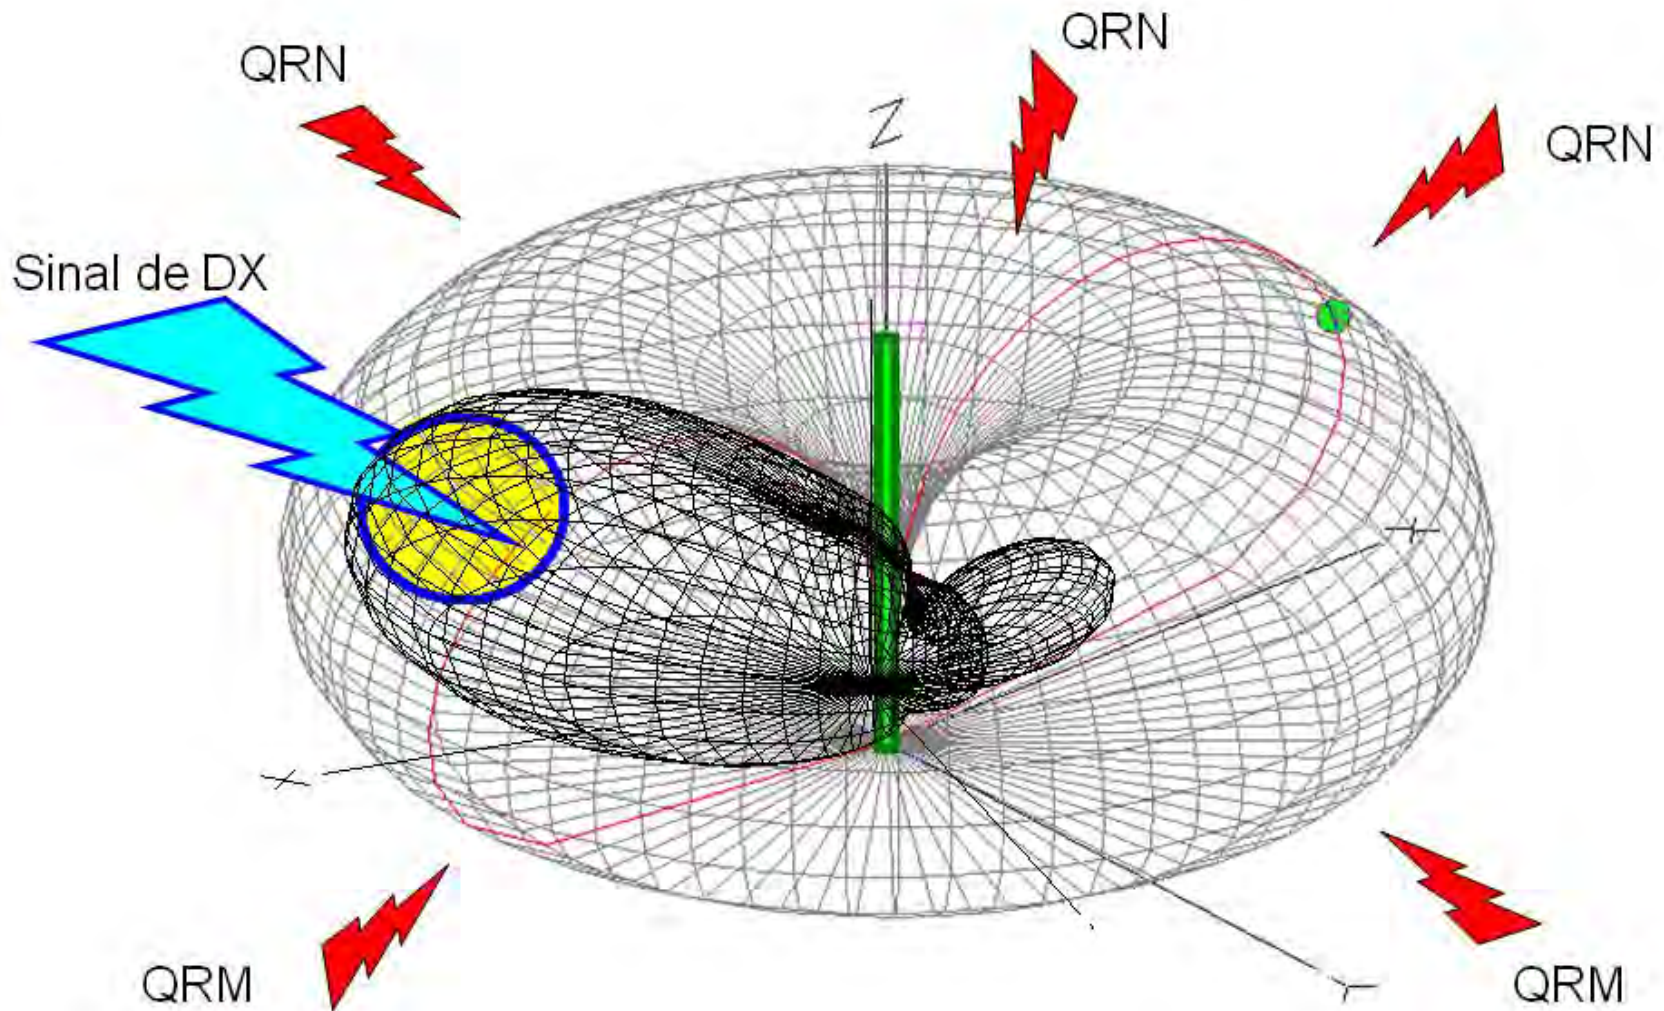 QRN
QRN
QRN
Z
Sinal de DX
X
X
QRM
QRM
Y